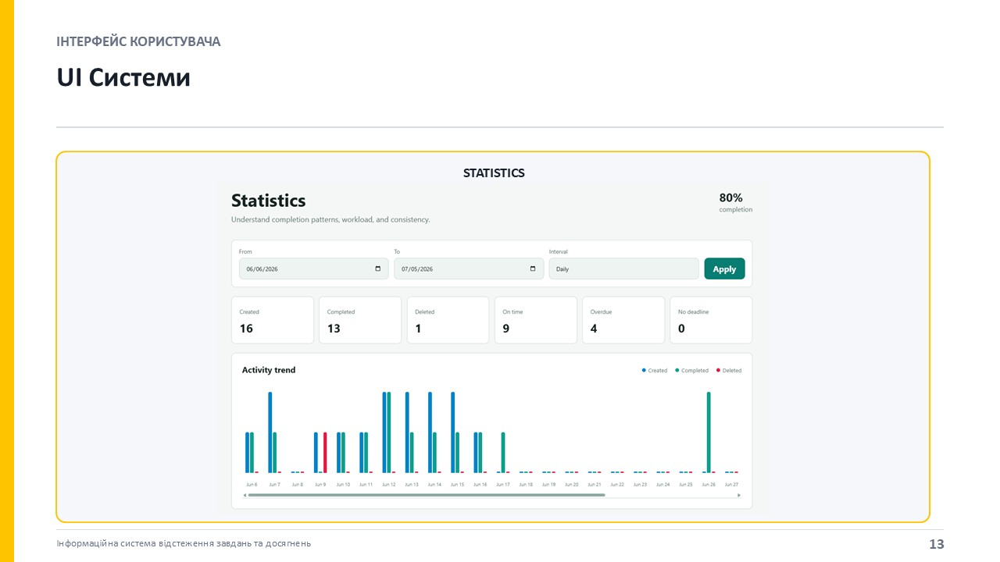 ІНТЕРФЕЙС КОРИСТУВАЧА
UI Системи
STATISTICS
Statistics
80%
completion
Understand completion patterns, workload, and consistency.
From
To
Interval
06/06/2026
07/05/2026
Daily
Apply
Created
Completed
Deleted
On time
Overdue
No deadline
16
13
1
9
4
0
Activity trend
Created
Completed
Deleted
Jun 6
Jun 7
Jun 8
Jun 9
Jun 10
Jun 11
Jun 12
Jun 13
Jun 14
Jun 15
Jun 16
Jun 17
Jun 18
Jun 19
Jun 20
Jun 21
Jun 22
Jun 23
Jun 24
Jun 25
Jun 26
Jun 27
Інформаційна система відстеження завдань та досягнень
13